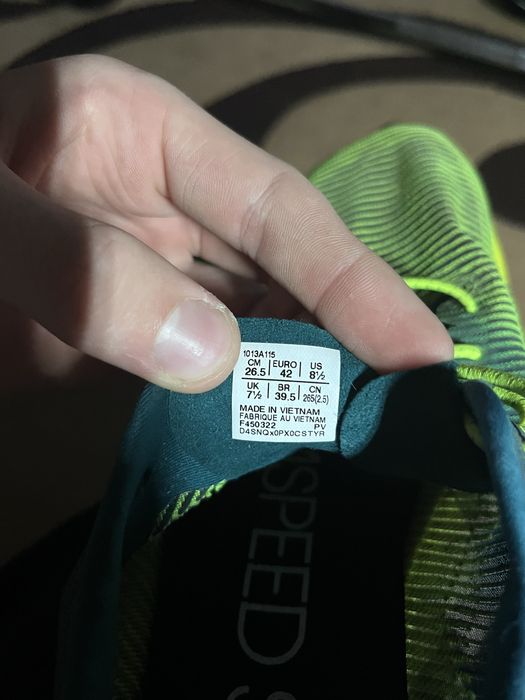 1013A115
CM EURO US
26.5 42 8½
UK BR CN
7½ 39.5 265(2.5)
MADE IN VIETNAM
FABRIQUE AU VIETNAM
F450322 PV
D4SNQx0PX0CSTYR
SPEED